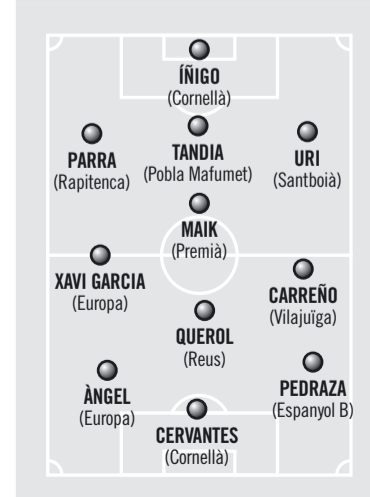 ÍÑIGO
(Cornellà)
PARRA
(Rapitenca)
TANDIA
(Pobla Mafumet)
URI
(Santboià)
MAIK
(Premià)
XAVI GARCIA
(Europa)
CARREÑO
(Vilajuïga)
QUEROL
(Reus)
ÀNGEL
(Europa)
PEDRAZA
(Espanyol B)
CERVANTES
(Cornellà)